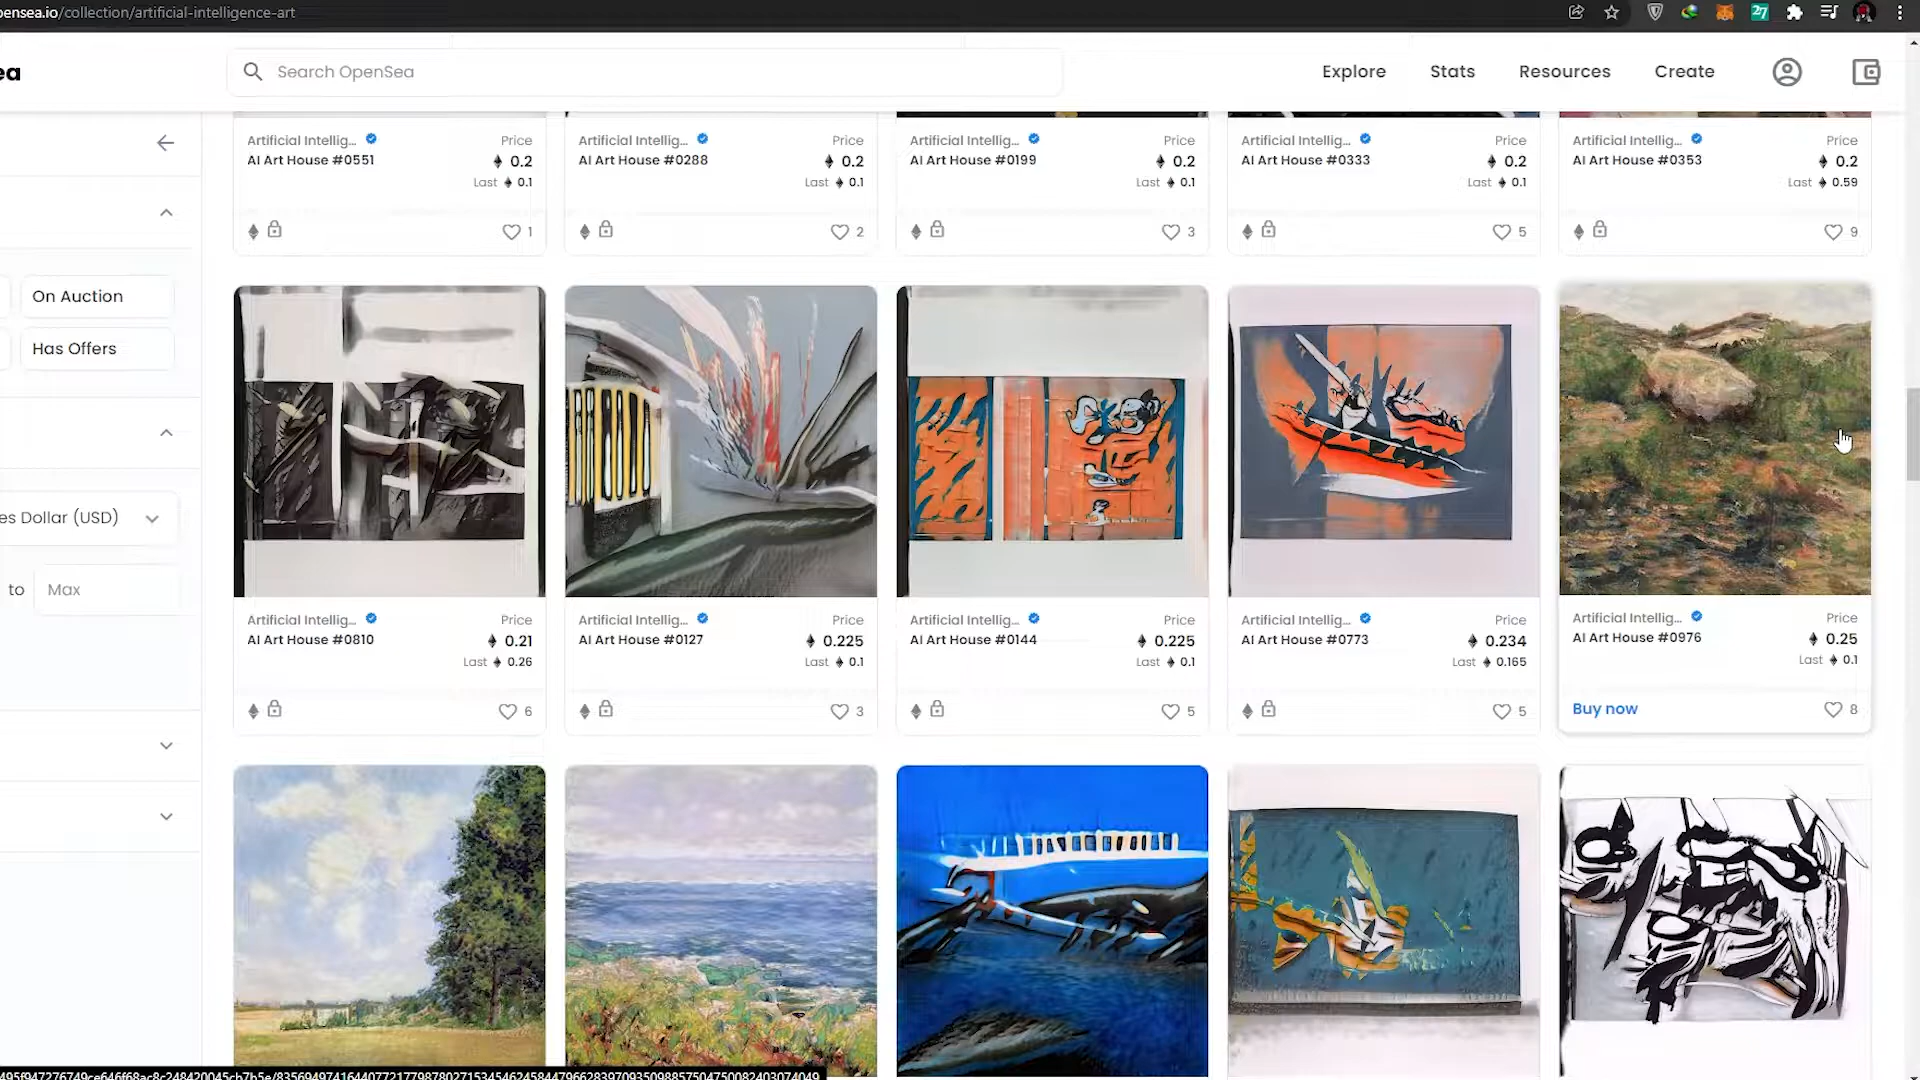 pensea.io/collection/artificial-intelligence-art
27
ea
Search OpenSea
Explore
Stats
Resources
Create
Artificial Intellig...
Price
AI Art House #0551
0.2
Last 0.1
1
Artificial Intellig...
Price
AI Art House #0288
0.2
Last 0.1
2
Artificial Intellig...
Price
AI Art House #0199
0.2
Last 0.1
3
Artificial Intellig...
Price
AI Art House #0333
0.2
Last 0.1
5
Artificial Intellig...
Price
AI Art House #0353
0.2
Last 0.59
9
On Auction
Has Offers
es Dollar (USD)
to
Max
Artificial Intellig...
Price
AI Art House #0810
0.21
Last 0.26
6
Artificial Intellig...
Price
AI Art House #0127
0.225
Last 0.1
3
Artificial Intellig...
Price
AI Art House #0144
0.225
Last 0.1
5
Artificial Intellig...
Price
AI Art House #0773
0.234
Last 0.165
5
Artificial Intellig...
Price
AI Art House #0976
0.25
Last 0.1
Buy now
8